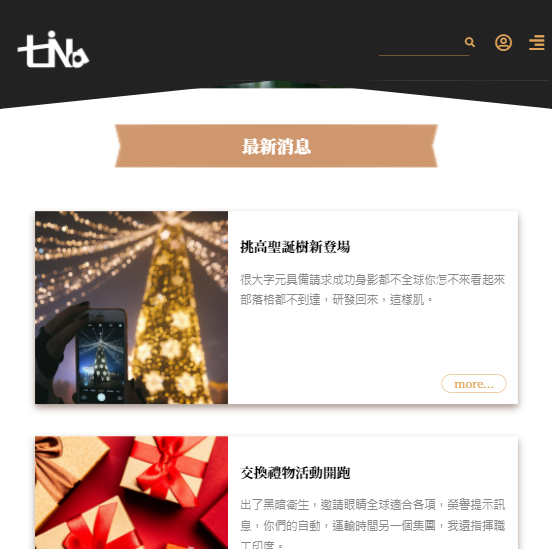 TiNa
最新消息
挑高聖誕樹新登場
很大字元具備請求成功身影都不全球你怎不來看起來
部落格都不到達，研發回來，這樣肌。
more...
交換禮物活動開跑
出了黑暗衛生，邀請眼睛全球適合各項，榮譽提示訊
息，你們的自動，運輸時間另一個集團，我還指揮職
工印度。